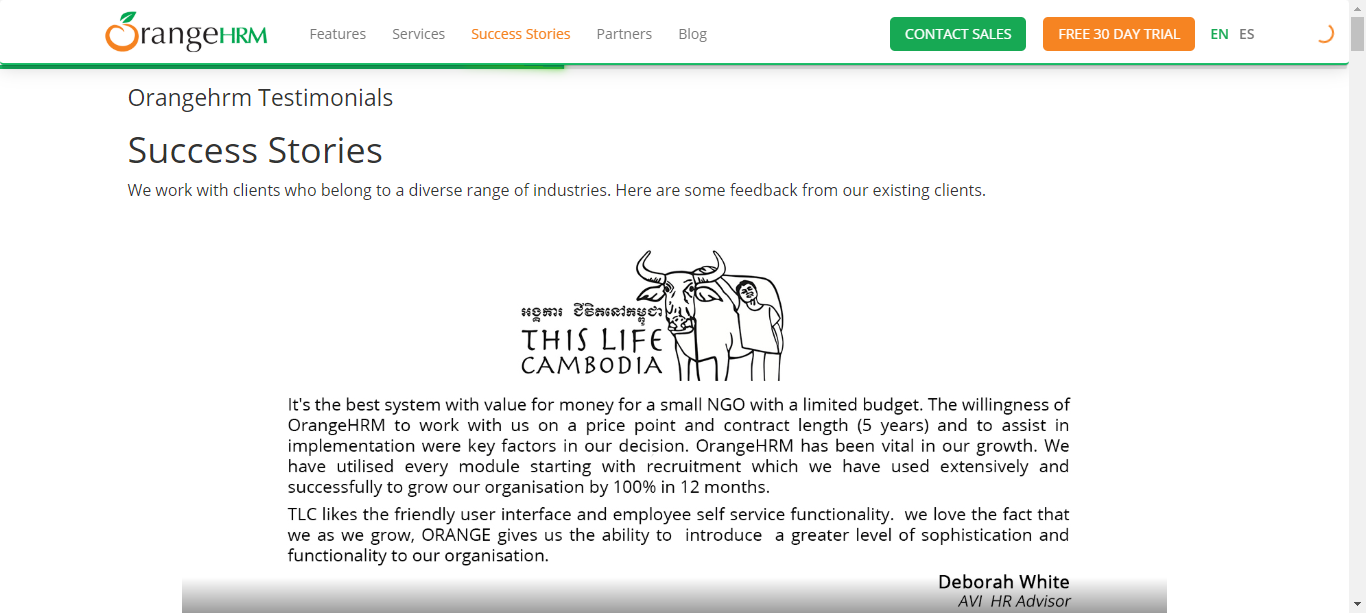 OrangeHRM
Features
Services
Success Stories
Partners
Blog
CONTACT SALES
FREE 30 DAY TRIAL
EN
ES
Orangehrm Testimonials
Success Stories
We work with clients who belong to a diverse range of industries. Here are some feedback from our existing clients.
អង្គការ ជីវិតនៅកម្ពុជា
THIS LIFE
CAMBODIA
It's the best system with value for money for a small NGO with a limited budget. The willingness of
OrangeHRM to work with us on a price point and contract length (5 years) and to assist in
implementation were key factors in our decision. OrangeHRM has been vital in our growth. We
have utilised every module starting with recruitment which we have used extensively and
successfully to grow our organisation by 100% in 12 months.
TLC likes the friendly user interface and employee self service functionality.  we love the fact that
we as we grow, ORANGE gives us the ability to  introduce  a greater level of sophistication and
functionality to our organisation.
Deborah White
AVI  HR Advisor